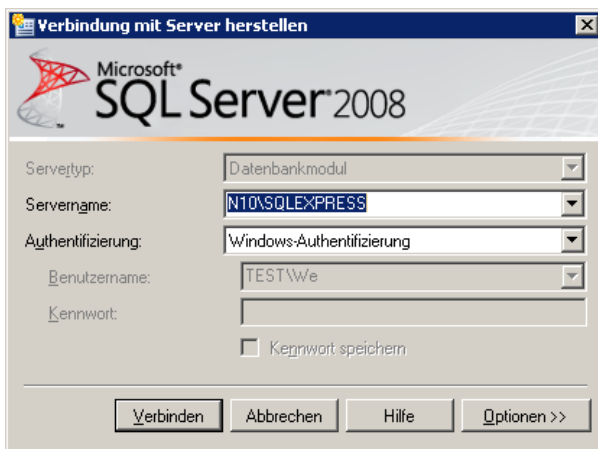 Verbindung mit Server herstellen
Microsoft®
SQL Server® 2008
Servertyp: Datenbankmodul
Servername: N10\SQLEXPRESS
Authentifizierung: Windows-Authentifizierung
Benutzername: TEST\We
Kennwort:
Kennwort speichern
Verbinden Abbrechen Hilfe Optionen >>